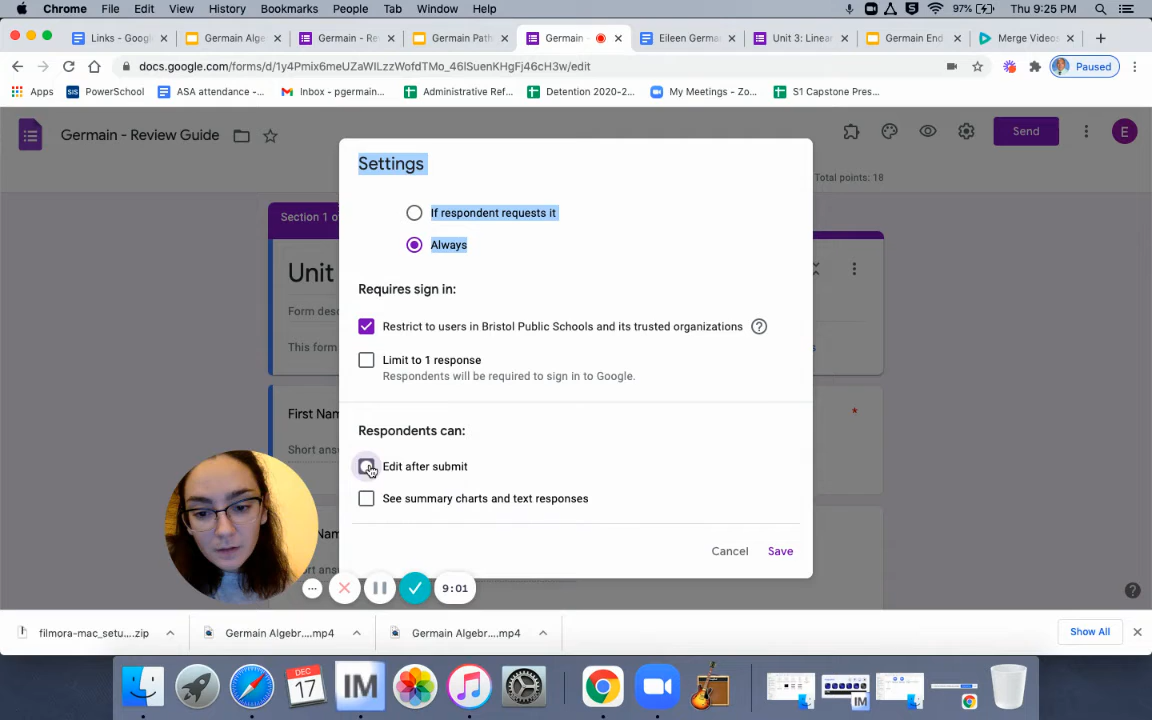 Chrome File Edit View History Bookmarks People Tab Window Help 97% Thu 9:25 PM
Links - Goog Germain Alge Germain - Rev Germain Path Germain - Eileen Germa Unit 3: Linea Germain End Merge Videos
docs.google.com/forms/d/1y4Pmix6meUZaWILzzWofdTMo_46lSuenKHgFj46cH3w/edit Paused
Apps PowerSchool ASA attendance -... Inbox - pgermain... Administrative Ref... Detention 2020-2... My Meetings - Zo... S1 Capstone Pres...
Germain - Review Guide Send E
Total points: 18
Settings
Section 1 o
If respondent requests it
Always
Unit
Form des
This form
Requires sign in:
Restrict to users in Bristol Public Schools and its trusted organizations
Limit to 1 response
Respondents will be required to sign in to Google.
First Nam
*
Short ans
Respondents can:
Edit after submit
See summary charts and text responses
Cancel Save
9:01
filmora-mac_setu....zip Germain Algebr....mp4 Germain Algebr....mp4 Show All
DEC
17
IM